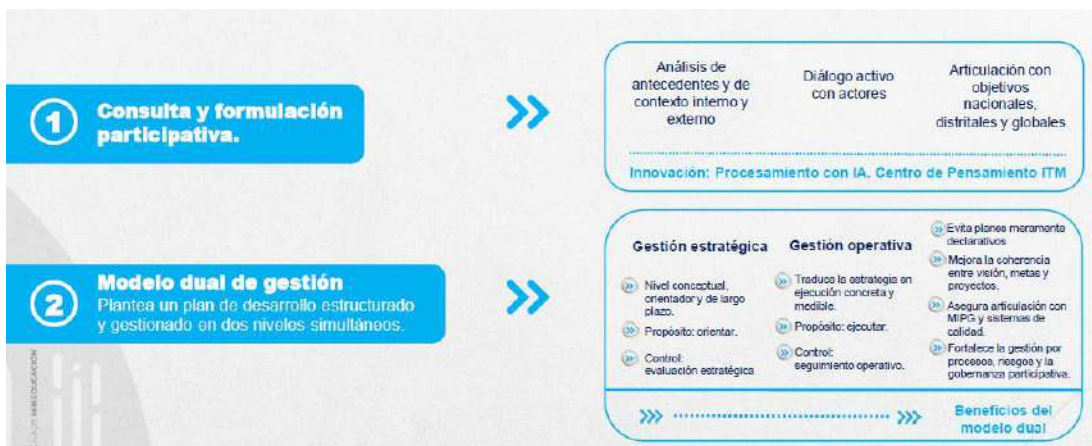 1
Consulta y formulación
participativa.
Análisis de
antecedentes y de
contexto interno y
externo
Diálogo activo
con actores
Articulación con
objetivos
nacionales,
distritales y globales
Innovación: Procesamiento con IA. Centro de Pensamiento ITM
2
Modelo dual de gestión
Plantea un plan de desarrollo estructurado
y gestionado en dos niveles simultáneos.
Gestión estratégica
Nivel conceptual,
orientador y de largo
plazo.
Propósito: orientar.
Control:
evaluación estratégica
Gestión operativa
Traduce la estrategia en
ejecución concreta y
medible.
Propósito: ejecutar.
Control:
seguimiento operativo.
Evita planes meramente
declarativos
Mejora la coherencia
entre visión, metas y
proyectos.
Asegura articulación con
MIPG y sistemas de
calidad.
Fortalece la gestión por
procesos, riesgos y la
gobernanza participativa.
Beneficios del
modelo dual
MINEDUCACIÓN